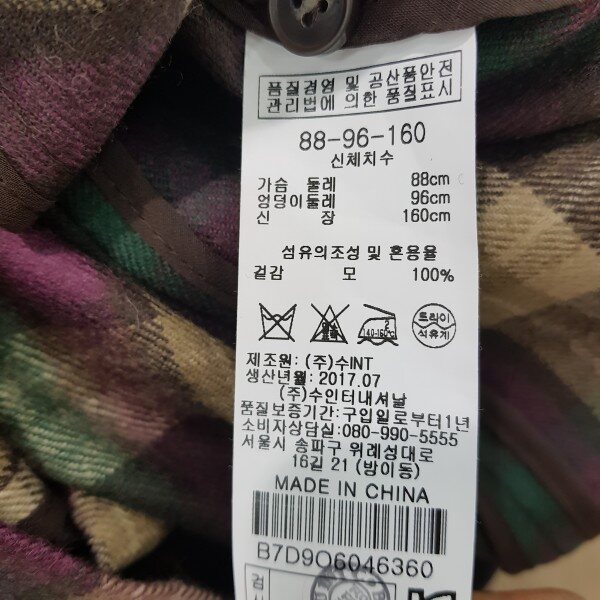 품질경영 및 공산품안전
관리법에 의한 품질표시
88-96-160
신체치수
가슴 둘레 88cm
엉덩이둘레 96cm
신 장 160cm
섬유의조성 및 혼용율
겉감 모 100%
140-160℃
드라이
석유계
제조원: (주)수INT
생산년월: 2017.07
(주)수인터내셔날
품질보증기간:구입일로부터1년
소비자상담실:080-990-5555
서울시 송파구 위례성대로
16길 21 (방이동)
MADE IN CHINA
B7D9O6046360
검